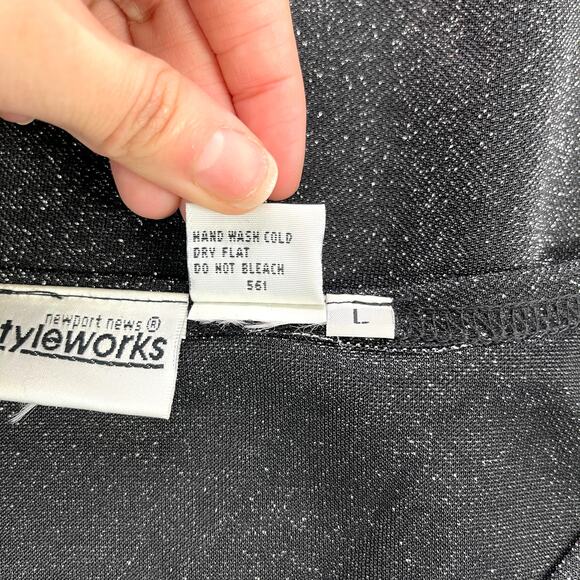 HAND WASH COLD
DRY FLAT
DO NOT BLEACH
561
newport news ®
tyleworks
L